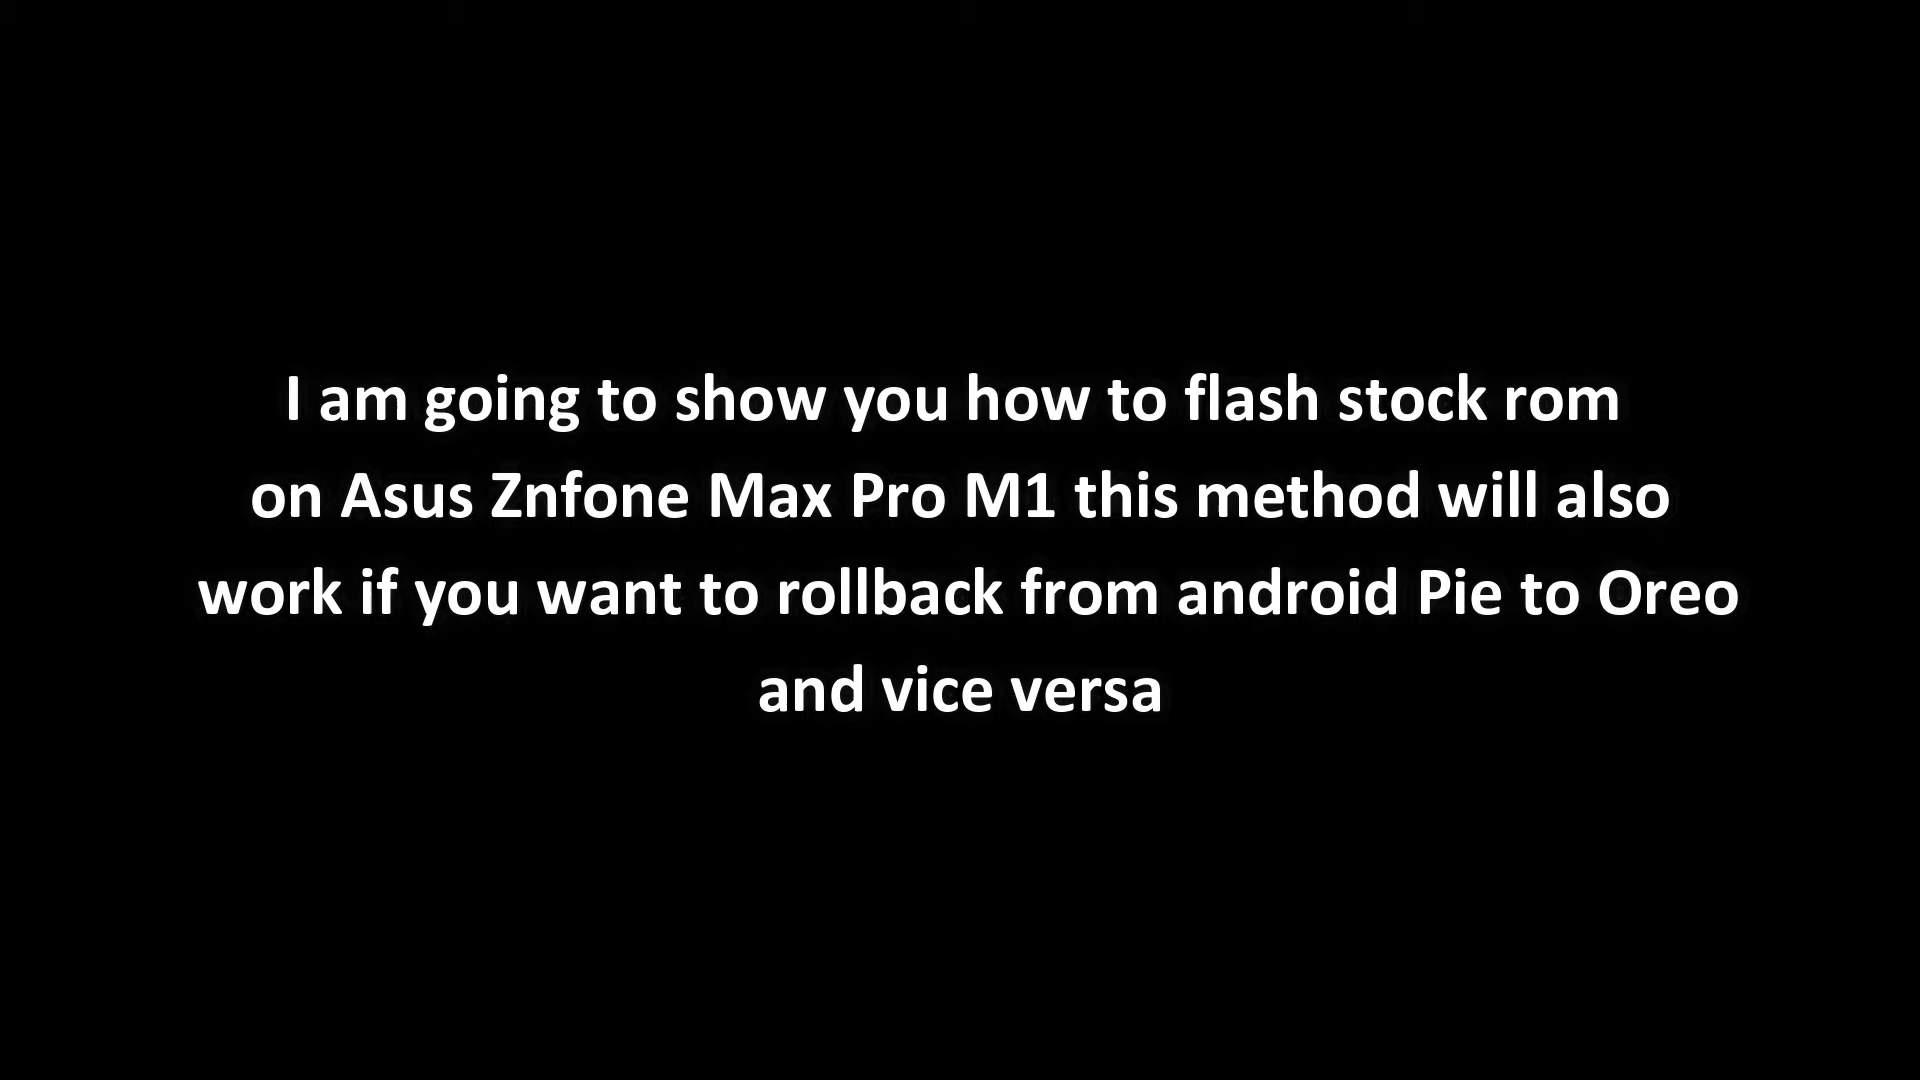 I am going to show you how to flash stock rom
on Asus Znfone Max Pro M1 this method will also
work if you want to rollback from android Pie to Oreo
and vice versa